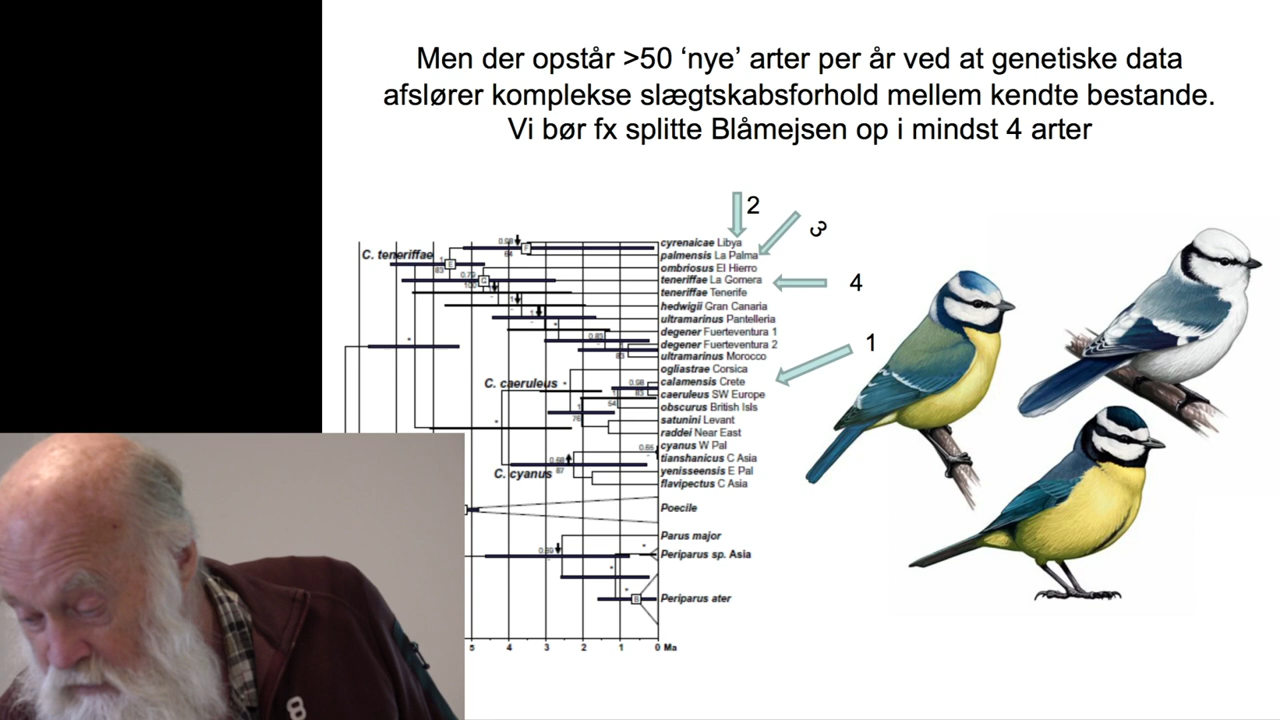 Men der opstår >50 ‘nye’ arter per år ved at genetiske data
afslører komplekse slægtskabsforhold mellem kendte bestande.
Vi bør fx splitte Blåmejsen op i mindst 4 arter
2
3
4
1
C. teneriffae
C. caeruleus
C. cyanus
cyrenaicae Libya
palmensis La Palma
ombriosus El Hierro
teneriffae La Gomera
teneriffae Tenerife
hedwigii Gran Canaria
ultramarinus Pantelleria
degener Fuerteventura 1
degener Fuerteventura 2
ultramarinus Morocco
ogliastrae Corsica
calamensis Crete
caeruleus SW Europe
obscurus British Isls
satunini Levant
raddei Near East
cyanus W Pal
tianshanicus C Asia
yenisseensis E Pal
flavipectus C Asia
Poecile
Parus major
Periparus sp. Asia
Periparus ater
5 4 3 2 1 0 Ma
8